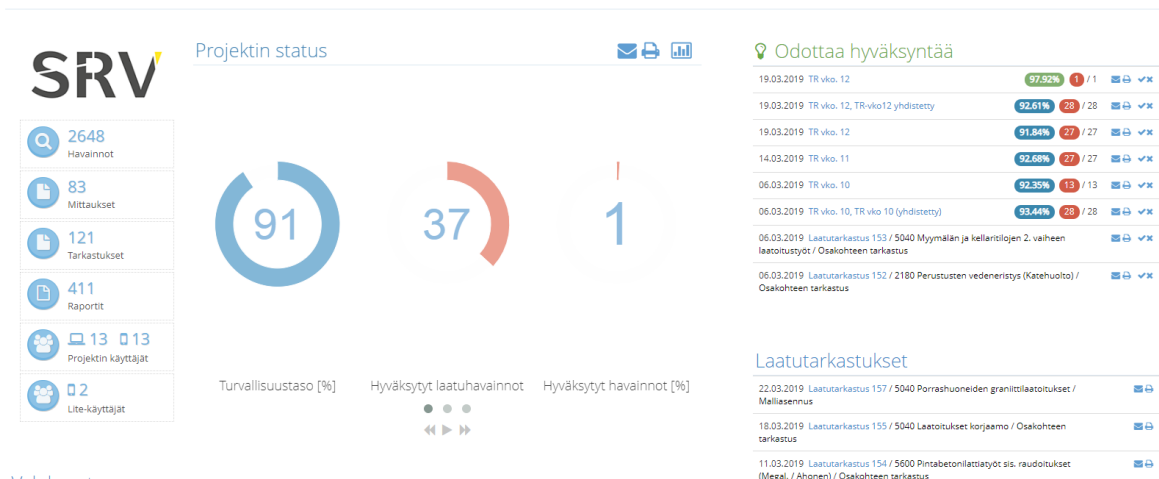 SRV
2648
Havainnot
83
Mittaukset
121
Tarkastukset
411
Raportit
13 13
Projektin käyttäjät
2
Lite-käyttäjät
Projektin status
91
37
1
Turvallisuustaso [%]
Hyväksytyt laatuhavainnot
Hyväksytyt havainnot [%]
Odottaa hyväksyntää
19.03.2019 TR vko. 12 97.92% 1 / 1
19.03.2019 TR vko. 12, TR-vko12 yhdistetty 92.61% 28 / 28
19.03.2019 TR vko. 12 91.84% 27 / 27
14.03.2019 TR vko. 11 92.68% 27 / 27
06.03.2019 TR vko. 10 92.35% 13 / 13
06.03.2019 TR vko. 10, TR vko 10 (yhdistetty) 93.44% 28 / 28
06.03.2019 Laatutarkastus 153 / 5040 Myymälän ja kellaritilojen 2. vaiheen
laatoitustyöt / Osakohteen tarkastus
06.03.2019 Laatutarkastus 152 / 2180 Perustusten vedeneristys (Katehuolto) /
Osakohteen tarkastus
Laatutarkastukset
22.03.2019 Laatutarkastus 157 / 5040 Porrashuoneiden graniittilaatoitukset /
Malliasennus
18.03.2019 Laatutarkastus 155 / 5040 Laatoitukset korjaamo / Osakohteen
tarkastus
11.03.2019 Laatutarkastus 154 / 5600 Pintabetonilattiatyöt sis. raudoitukset
(Megal. / Ahonen) / Osakohteen tarkastus